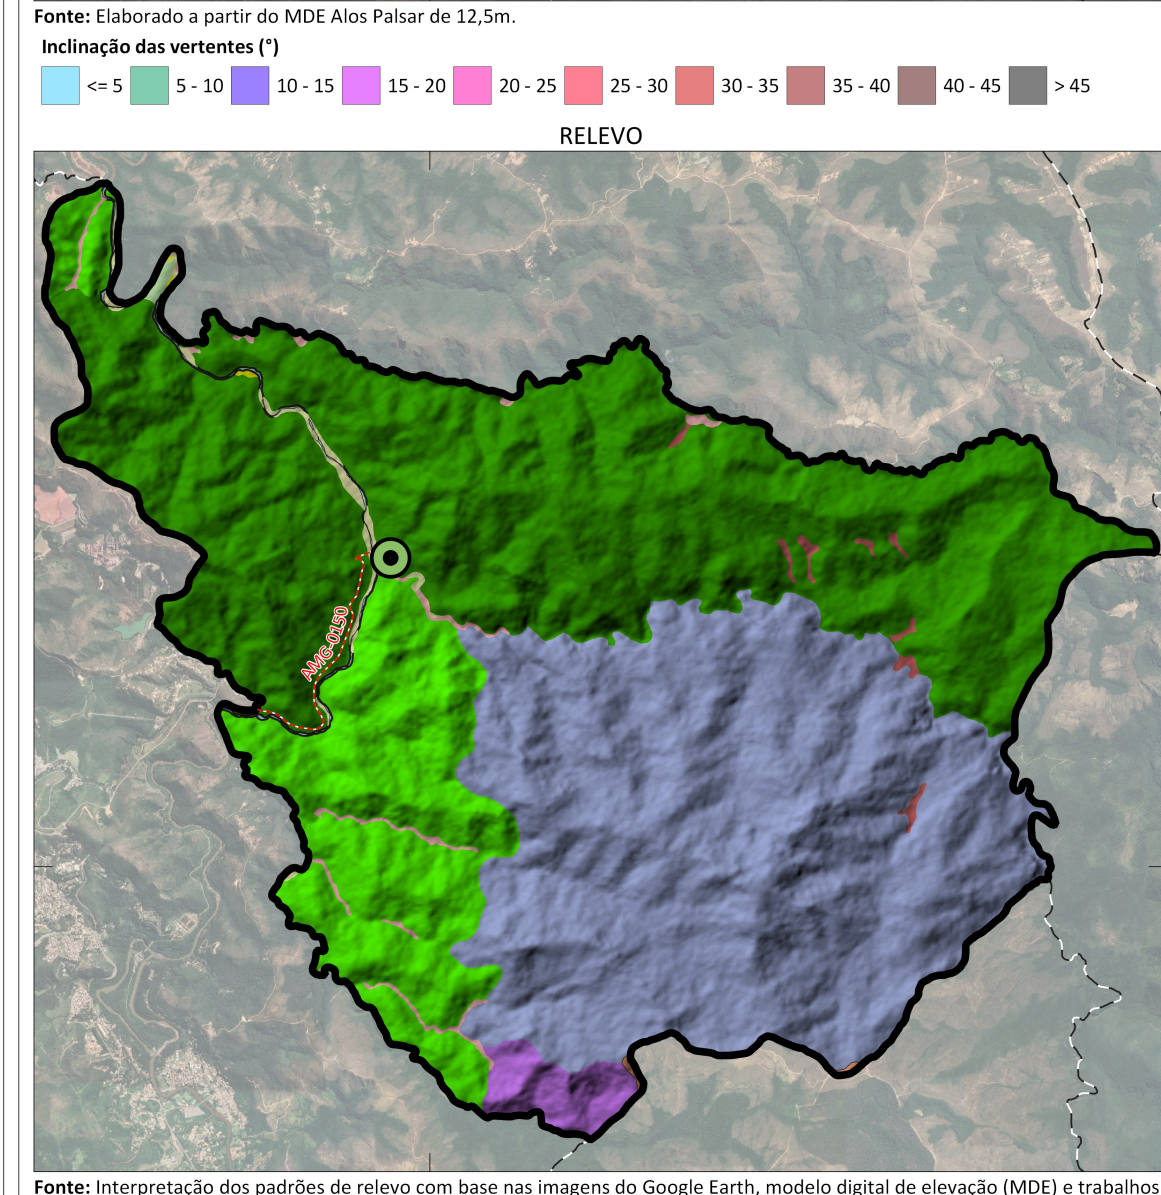 Fonte: Elaborado a partir do MDE Alos Palsar de 12,5m.
Inclinação das vertentes (°)
<= 5 5 - 10 10 - 15 15 - 20 20 - 25 25 - 30 30 - 35 35 - 40 40 - 45 > 45
RELEVO
AMG-0150
Fonte: Interpretação dos padrões de relevo com base nas imagens do Google Earth, modelo digital de elevação (MDE) e trabalhos